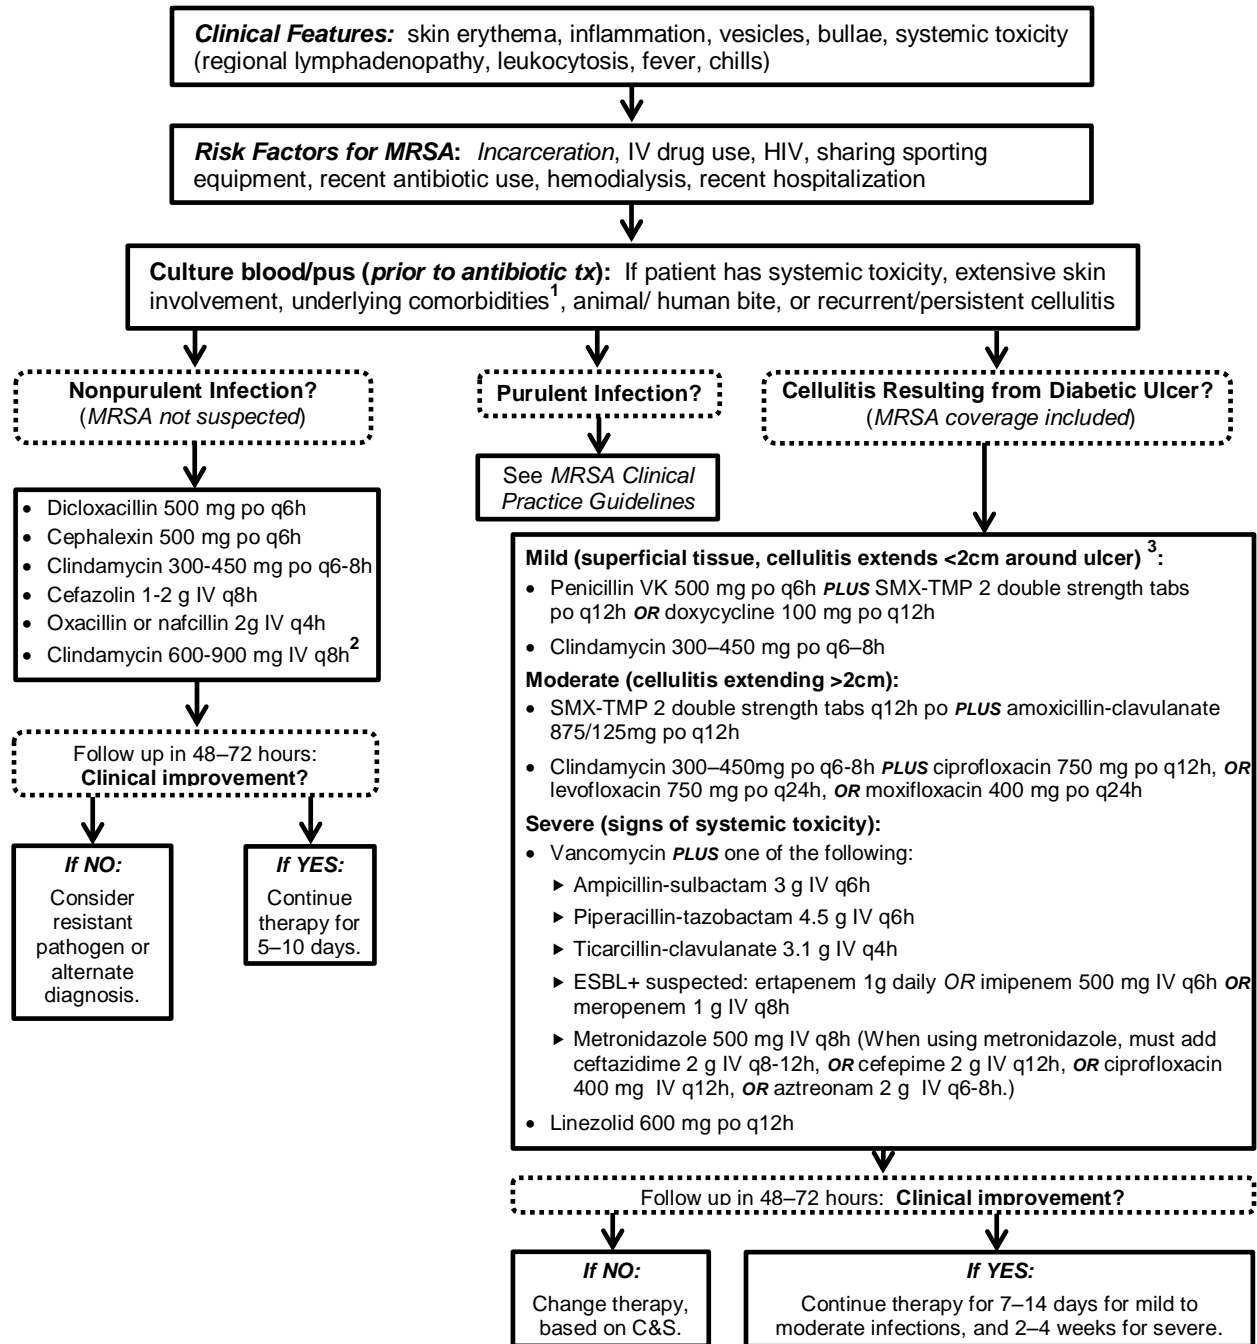 Clinical Features: skin erythema, inflammation, vesicles, bullae, systemic toxicity
(regional lymphadenopathy, leukocytosis, fever, chills)
Risk Factors for MRSA: Incarceration, IV drug use, HIV, sharing sporting
equipment, recent antibiotic use, hemodialysis, recent hospitalization
Culture blood/pus (prior to antibiotic tx): If patient has systemic toxicity, extensive skin
involvement, underlying comorbidities1, animal/ human bite, or recurrent/persistent cellulitis
Nonpurulent Infection?
(MRSA not suspected)
• Dicloxacillin 500 mg po q6h
• Cephalexin 500 mg po q6h
• Clindamycin 300-450 mg po q6-8h
• Cefazolin 1-2 g IV q8h
• Oxacillin or nafcillin 2g IV q4h
• Clindamycin 600-900 mg IV q8h2
Follow up in 48–72 hours:
Clinical improvement?
If NO:
Consider
resistant
pathogen or
alternate
diagnosis.
If YES:
Continue
therapy for
5–10 days.
Purulent Infection?
See MRSA Clinical
Practice Guidelines
Cellulitis Resulting from Diabetic Ulcer?
(MRSA coverage included)
Mild (superficial tissue, cellulitis extends <2cm around ulcer) 3:
• Penicillin VK 500 mg po q6h PLUS SMX-TMP 2 double strength tabs
po q12h OR doxycycline 100 mg po q12h
• Clindamycin 300–450 mg po q6–8h
Moderate (cellulitis extending >2cm):
• SMX-TMP 2 double strength tabs q12h po PLUS amoxicillin-clavulanate
875/125mg po q12h
• Clindamycin 300–450mg po q6-8h PLUS ciprofloxacin 750 mg po q12h, OR
levofloxacin 750 mg po q24h, OR moxifloxacin 400 mg po q24h
Severe (signs of systemic toxicity):
• Vancomycin PLUS one of the following:
► Ampicillin-sulbactam 3 g IV q6h
► Piperacillin-tazobactam 4.5 g IV q6h
► Ticarcillin-clavulanate 3.1 g IV q4h
► ESBL+ suspected: ertapenem 1g daily OR imipenem 500 mg IV q6h OR
meropenem 1 g IV q8h
► Metronidazole 500 mg IV q8h (When using metronidazole, must add
ceftazidime 2 g IV q8-12h, OR cefepime 2 g IV q12h, OR ciprofloxacin
400 mg IV q12h, OR aztreonam 2 g IV q6-8h.)
• Linezolid 600 mg po q12h
Follow up in 48–72 hours: Clinical improvement?
If NO:
Change therapy,
based on C&S.
If YES:
Continue therapy for 7–14 days for mild to
moderate infections, and 2–4 weeks for severe.